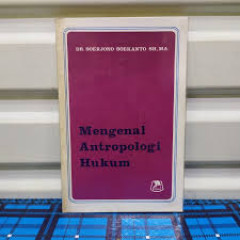 DR SOERJONO SOEKANTO SH. MA.
Mengenal
Antropologi
Hukum